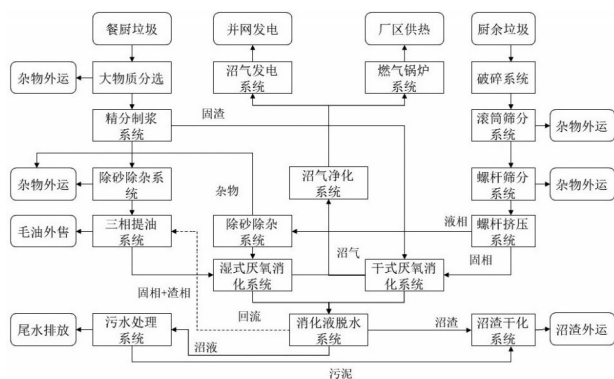 餐厨垃圾
并网发电
厂区供热
厨余垃圾
杂物外运
大物质分选
沼气发电
系统
燃气锅炉
系统
破碎系统
精分制浆
系统
固渣
滚筒筛分
系统
杂物外运
杂物外运
除砂除杂系
统
杂物
沼气净化
系统
螺杆筛分
系统
杂物外运
毛油外售
三相提油
系统
除砂除杂
系统
液相
螺杆挤压
系统
沼气
固相
湿式厌氧消
化系统
干式厌氧消
化系统
固相+渣相
回流
尾水排放
污水处理
系统
消化液脱水
系统
沼渣
沼渣干化
系统
沼渣外运
沼液
污泥